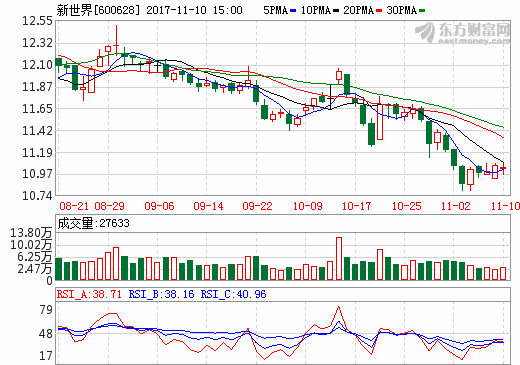 新世界[600628] 2017-11-10 15:00 5PMA 10PMA 20PMA 30PMA
东方财富网
eastmoney.com
12.55
12.32
12.10
11.87
11.65
11.42
11.19
10.97
10.74
08-21 08-29 09-06 09-14 09-22 10-09 10-17 10-25 11-02 11-10
成交量:27633
13.80万
10.02万
6.25万
2.47万
0
RSI_A:38.71 RSI_B:38.16 RSI_C:40.96
79
48
17